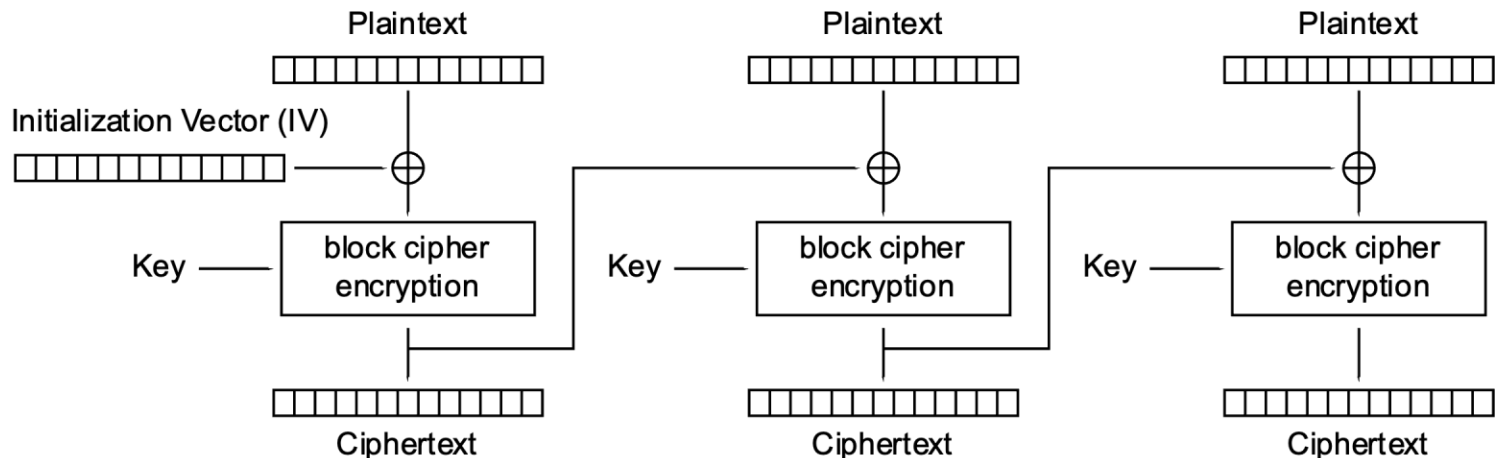 Plaintext
Plaintext
Plaintext
Initialization Vector (IV)
Key
block cipher
encryption
Key
block cipher
encryption
Key
block cipher
encryption
Ciphertext
Ciphertext
Ciphertext